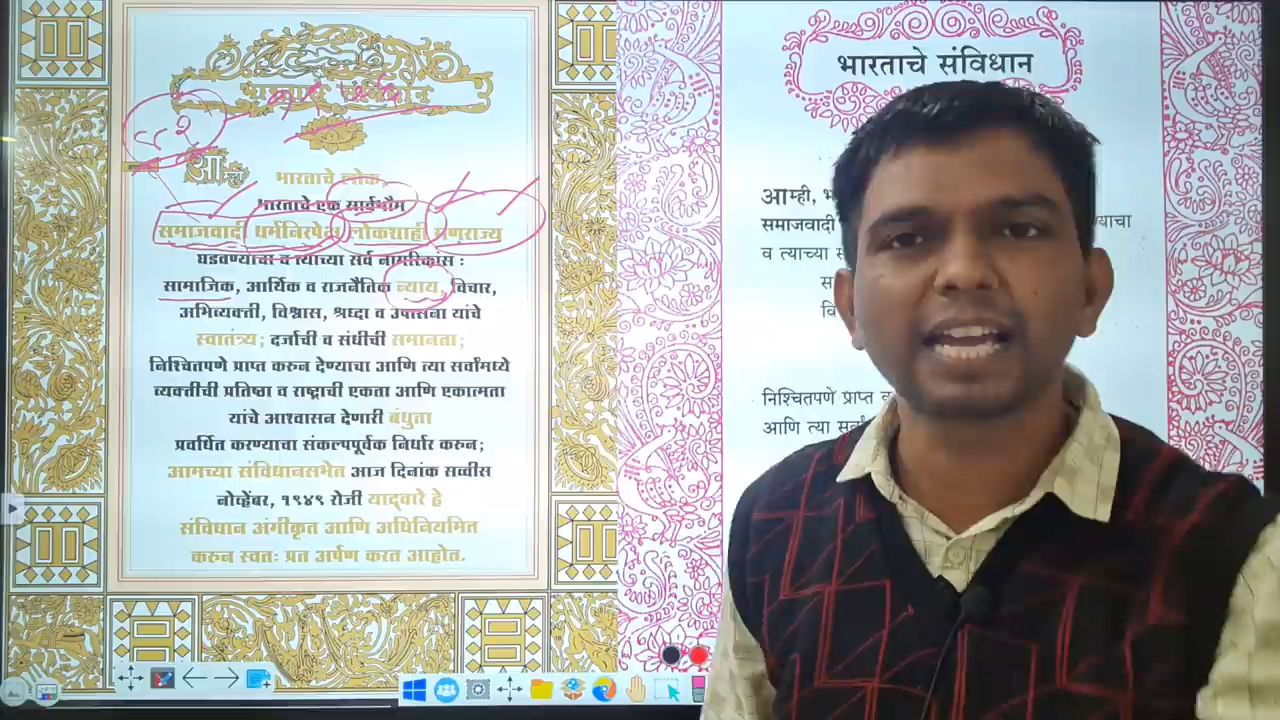 भारताचे संविधान
आम्ही
भारताचे लोक,
भारताचे एक सार्वभौम
समाजवादी धर्मनिरपेक्ष लोकशाही गणराज्य
घडवण्याचा व त्याच्या सर्व नागरिकांस :
सामाजिक, आर्थिक व राजनैतिक न्याय, विचार,
अभिव्यक्ती, विश्वास, श्रध्दा व उपासना यांचे
स्वातंत्र्य; दर्जाची व संधीची समानता;
निश्चितपणे प्राप्त करुन देण्याचा आणि त्या सर्वांमध्ये
व्यक्तीची प्रतिष्ठा व राष्ट्राची एकता आणि एकात्मता
यांचे आश्वासन देणारी बंधुता
प्रवर्धित करण्याचा संकल्पपूर्वक निर्धार करुन;
आमच्या संविधानसभेत आज दिनांक सव्वीस
नोव्हेंबर, १९४९ रोजी याद्वारे हे
संविधान अंगीकृत आणि अधिनियमित
करुन स्वतः प्रत अर्पण करत आहोत.
भारताचे संविधान
आम्ही,
समाजवादी
व त्याच्या
निश्चितपणे प्राप्त
आणि त्या